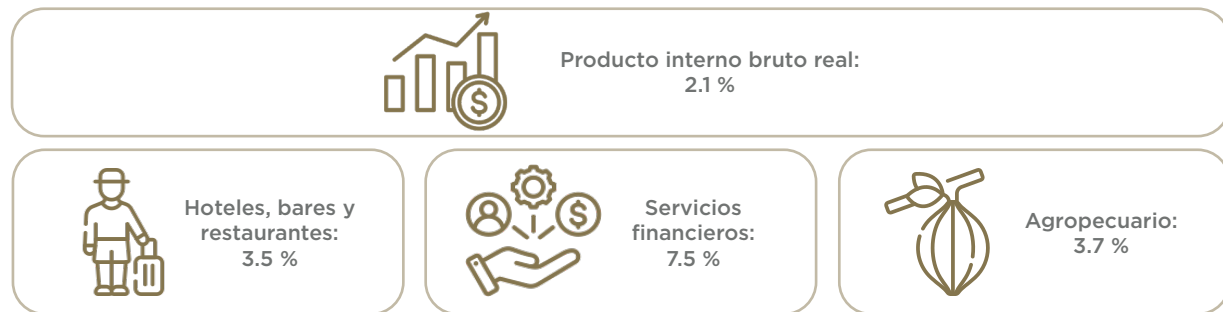 Producto interno bruto real:
2.1 %
Hoteles, bares y
restaurantes:
3.5 %
Servicios
financieros:
7.5 %
Agropecuario:
3.7 %
$
$